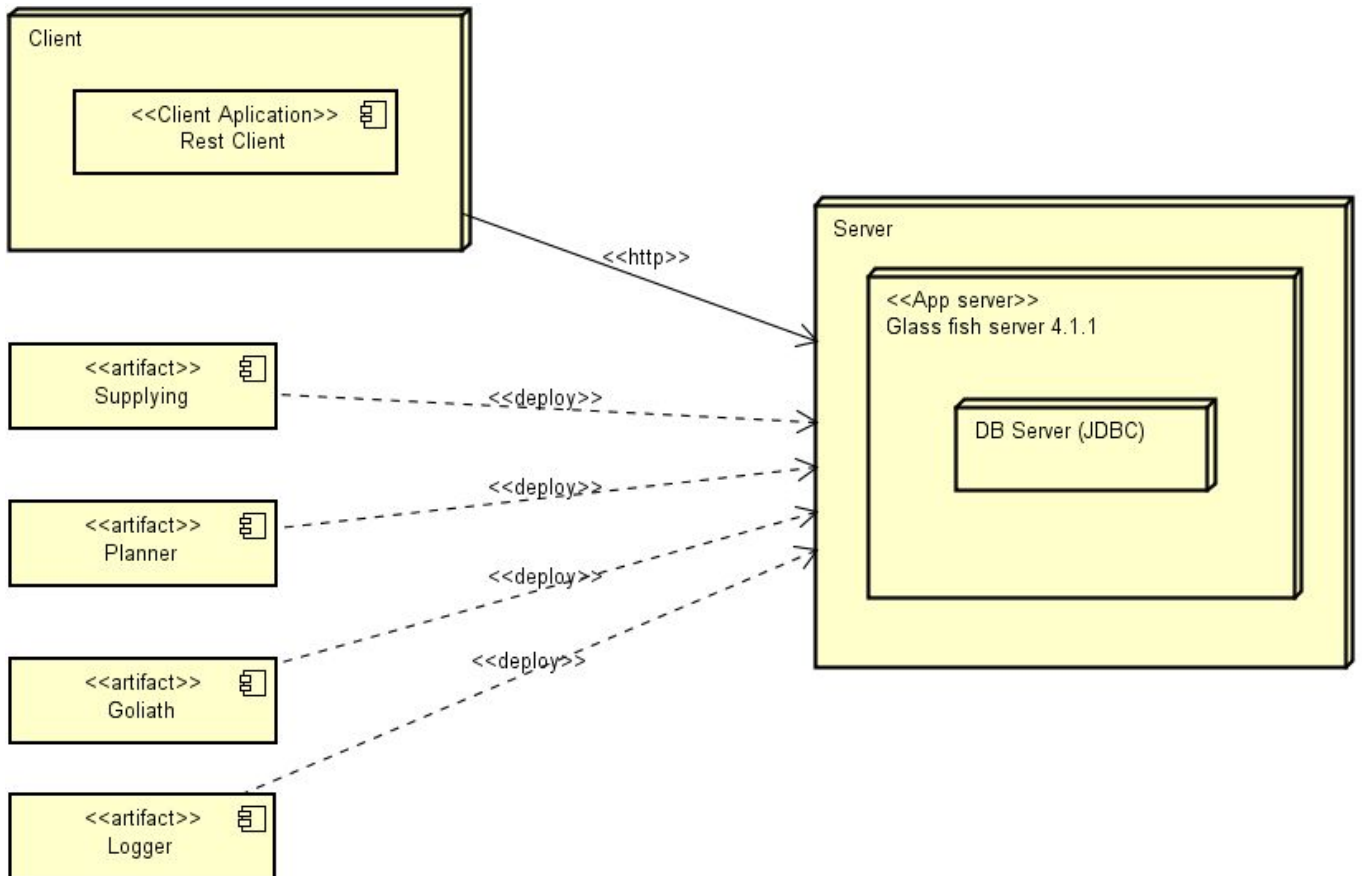 Client
<<Client Aplication>>
Rest Client
<<http>>
Server
<<App server>>
Glass fish server 4.1.1
DB Server (JDBC)
<<artifact>>
Supplying
<<deploy>>
<<artifact>>
Planner
<<deploy>>
<<artifact>>
Goliath
<<deploy>>
<<artifact>>
Logger
<<deploy>>